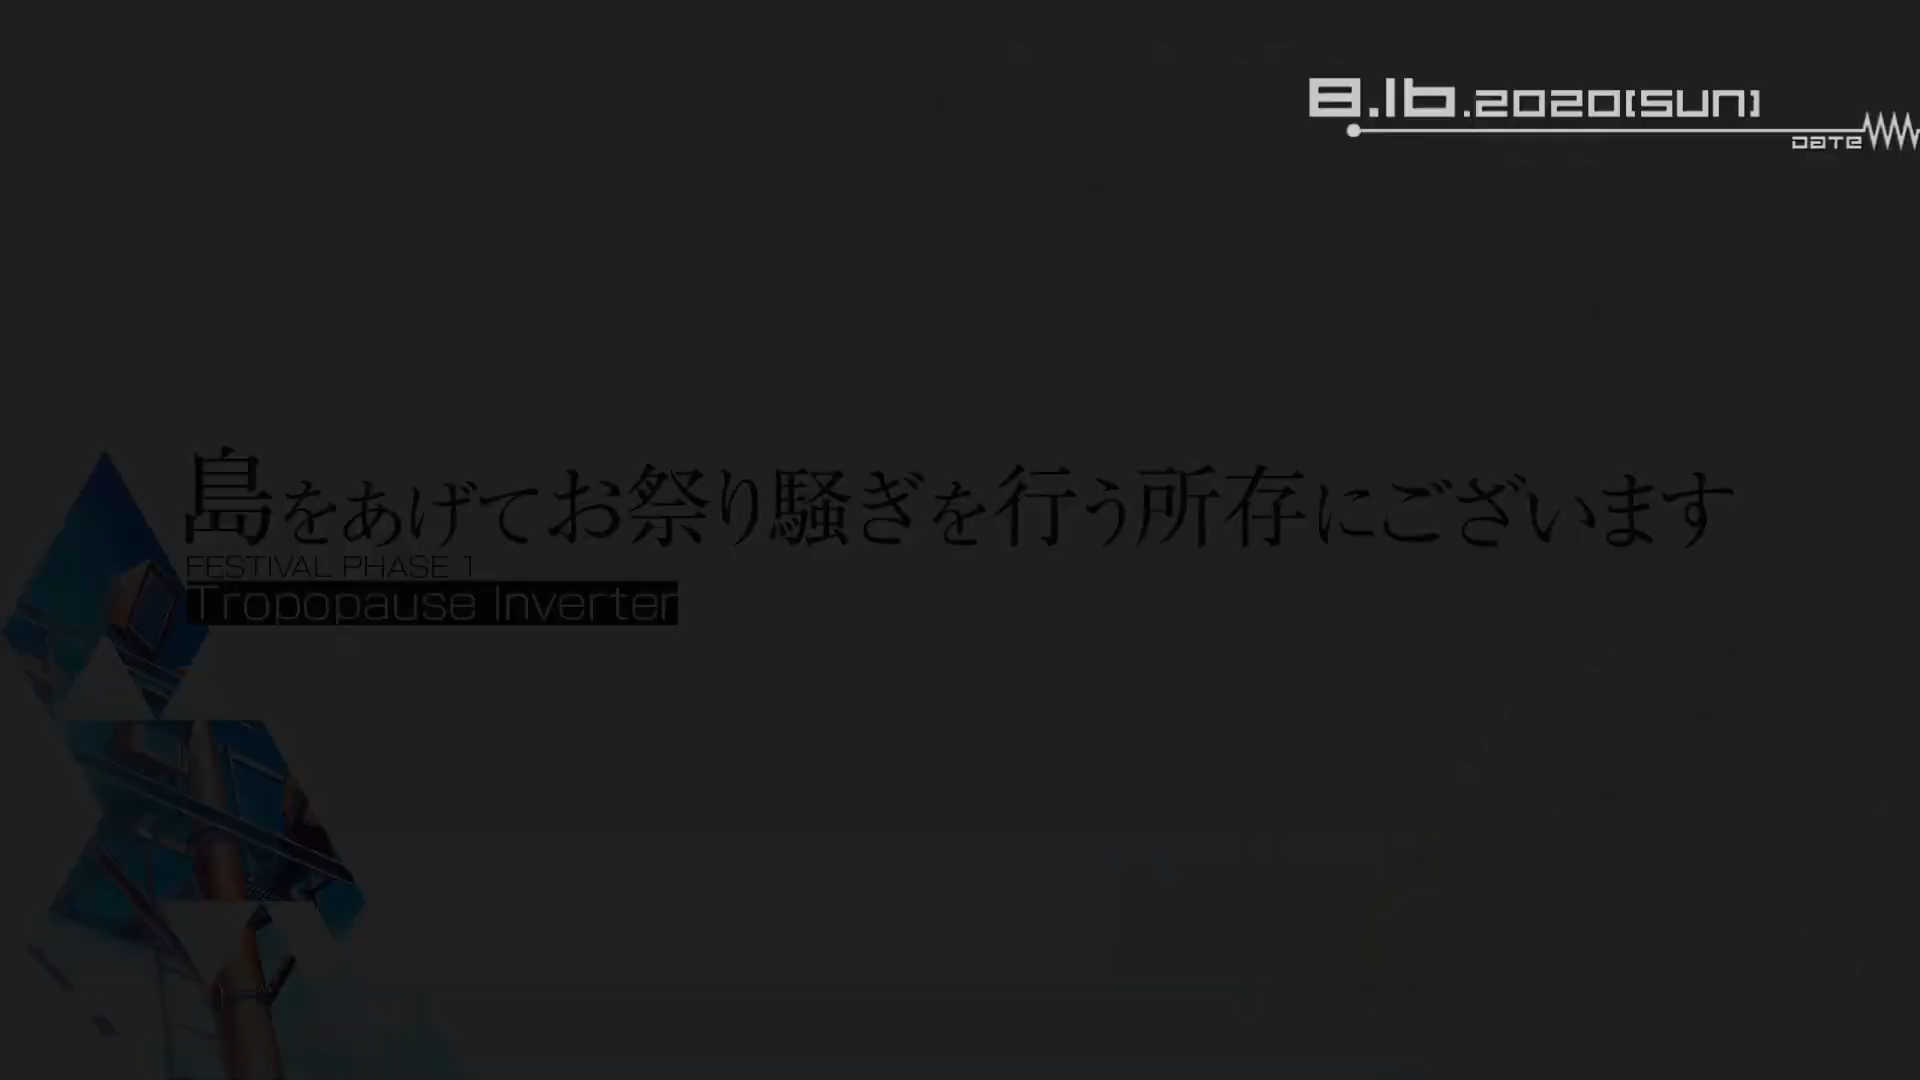 8.16.2020[SUN]
DATE
島をあげてお祭り騒ぎを行う所存にございます
FESTIVAL PHASE 1
Tropopause Inverter